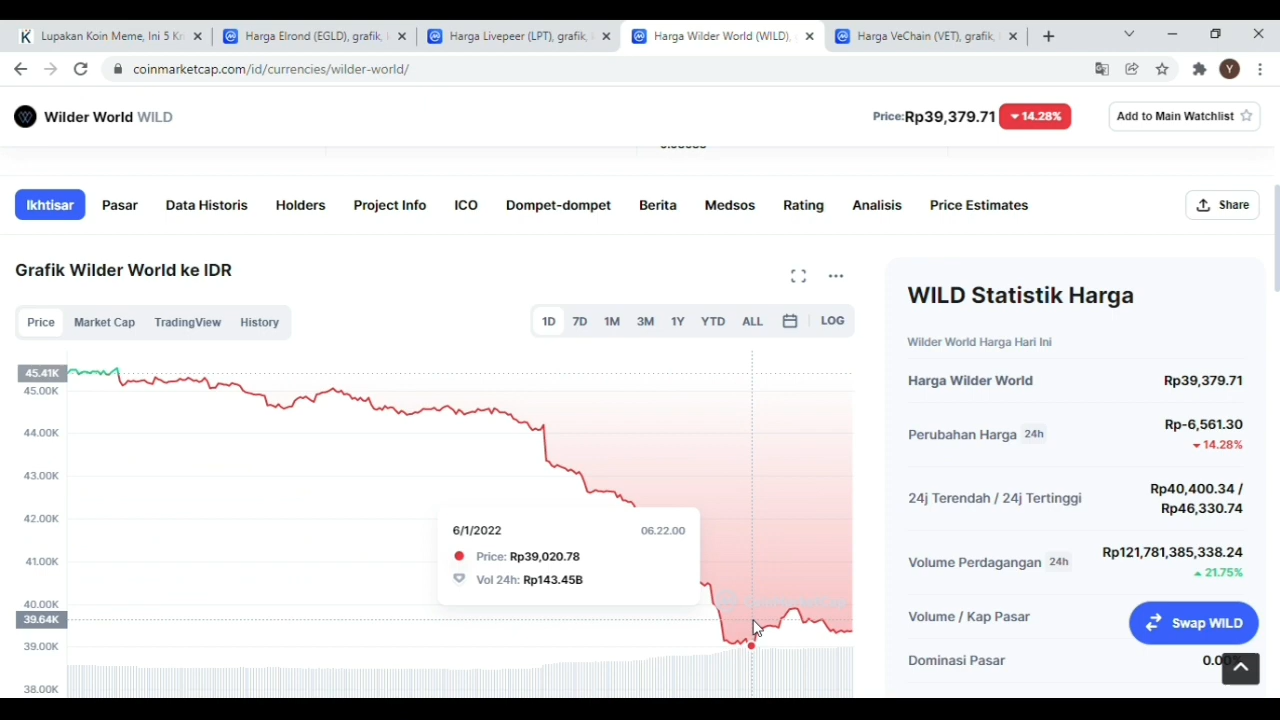 Lupakan Koin Meme, Ini 5 Kr
Harga Elrond (EGLD), grafik,
Harga Livepeer (LPT), grafik,
Harga Wilder World (WILD),
Harga VeChain (VET), grafik,
coinmarketcap.com/id/currencies/wilder-world/
Y
Wilder World WILD
Price:Rp39,379.71 14.28%
Add to Main Watchlist
Ikhtisar Pasar Data Historis Holders Project Info ICO Dompet-dompet Berita Medsos Rating Analisis Price Estimates
Share
Grafik Wilder World ke IDR
Price Market Cap TradingView History
1D 7D 1M 3M 1Y YTD ALL LOG
45.41K
45.00K
44.00K
43.00K
42.00K
41.00K
40.00K
39.64K
39.00K
38.00K
6/1/2022 06.22.00
Price: Rp39,020.78
Vol 24h: Rp143.45B
WILD Statistik Harga
Wilder World Harga Hari Ini
Harga Wilder World Rp39,379.71
Perubahan Harga 24h Rp-6,561.30
14.28%
24j Terendah / 24j Tertinggi Rp40,400.34 /
Rp46,330.74
Volume Perdagangan 24h Rp121,781,385,338.24
21.75%
Volume / Kap Pasar
Swap WILD
Dominasi Pasar